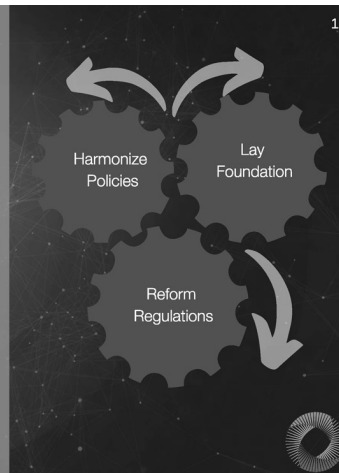 1
Harmonize
Policies
Lay
Foundation
Reform
Regulations